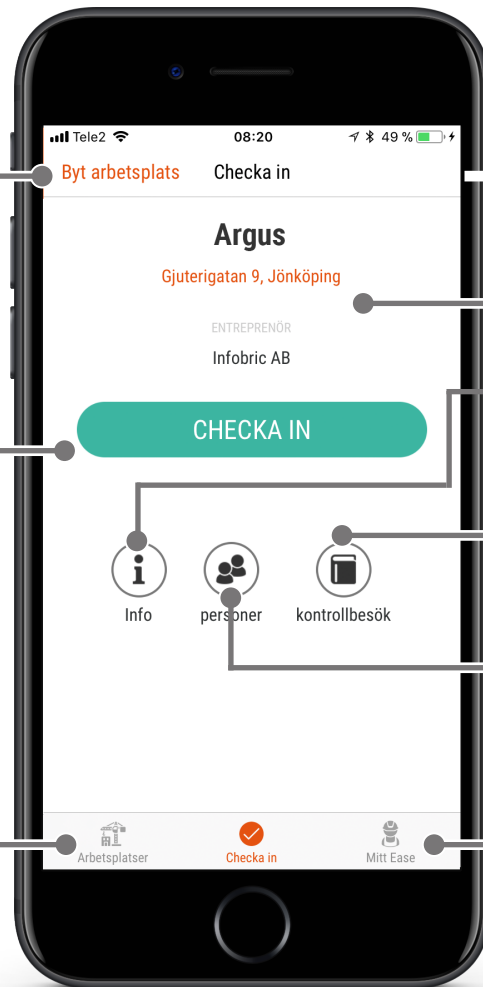 Tele2 08:20 49 %
Byt arbetsplats Checka in
Argus
Gjuterigatan 9, Jönköping
ENTREPRENÖR
Infobric AB
CHECKA IN
Info personer kontrollbesök
Arbetsplatser Checka in Mitt Ease